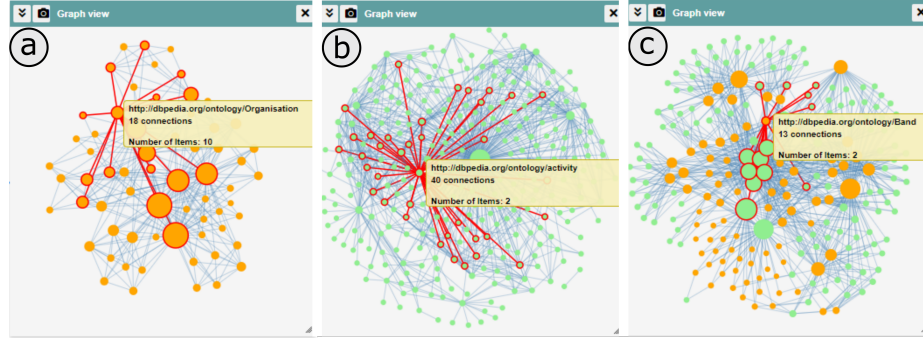 Graph view
a
http://dbpedia.org/ontology/Organisation
18 connections
Number of Items: 10
Graph view
b
http://dbpedia.org/ontology/activity
40 connections
Number of Items: 2
Graph view
c
http://dbpedia.org/ontology/Band
13 connections
Number of Items: 2